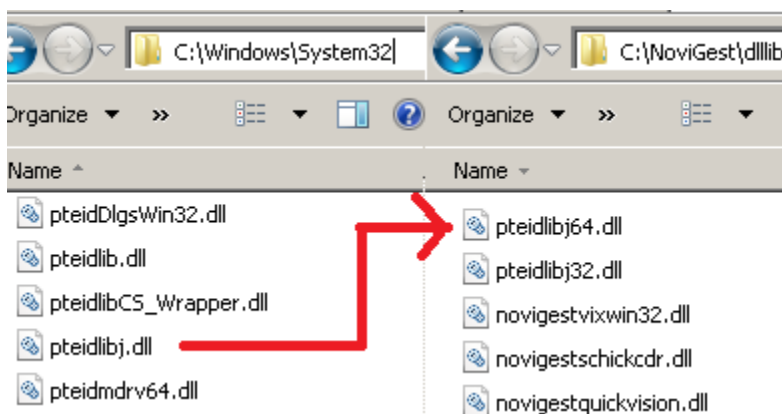 C:\Windows\System32
Organize »
Name
pteidDlgsWin32.dll
pteidlib.dll
pteidlibCS_Wrapper.dll
pteidlibj.dll
pteidmdrv64.dll
C:\NoviGest\dlllib
Organize »
Name
pteidlibj64.dll
pteidlibj32.dll
novigestvixwin32.dll
novigestschickcdr.dll
novigestquickvision.dll